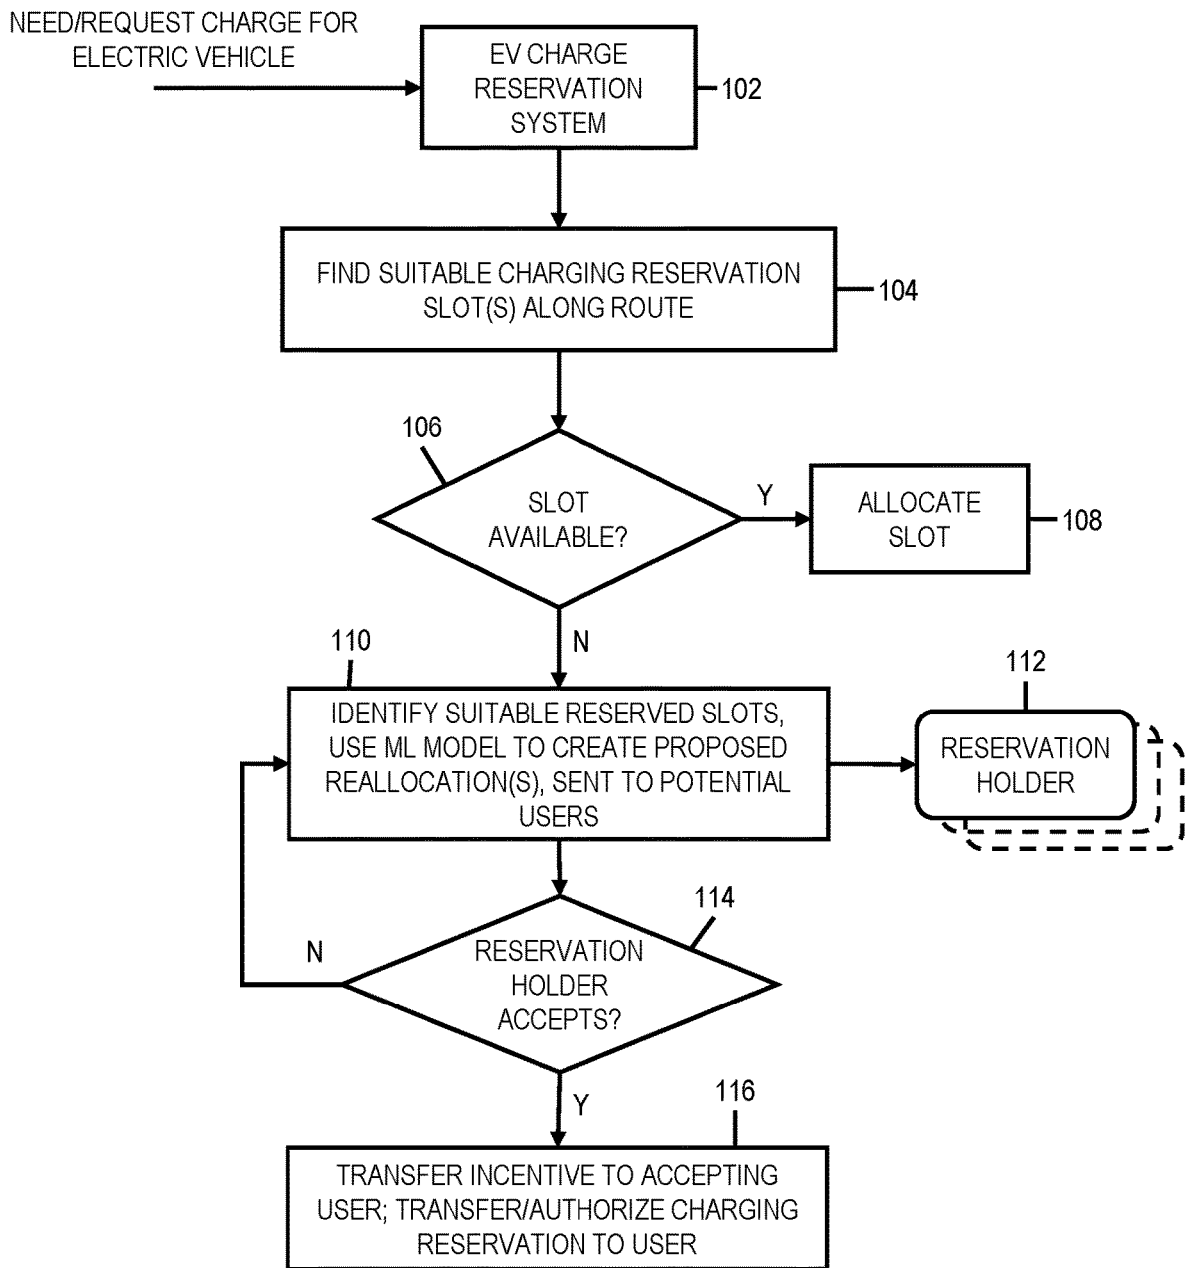 NEED/REQUEST CHARGE FOR
ELECTRIC VEHICLE
EV CHARGE
RESERVATION
SYSTEM
102
FIND SUITABLE CHARGING RESERVATION
SLOT(S) ALONG ROUTE
104
106
SLOT
AVAILABLE?
Y
ALLOCATE
SLOT
108
N
110
IDENTIFY SUITABLE RESERVED SLOTS,
USE ML MODEL TO CREATE PROPOSED
REALLOCATION(S), SENT TO POTENTIAL
USERS
112
RESERVATION
HOLDER
114
RESERVATION
HOLDER
ACCEPTS?
N
Y
116
TRANSFER INCENTIVE TO ACCEPTING
USER; TRANSFER/AUTHORIZE CHARGING
RESERVATION TO USER